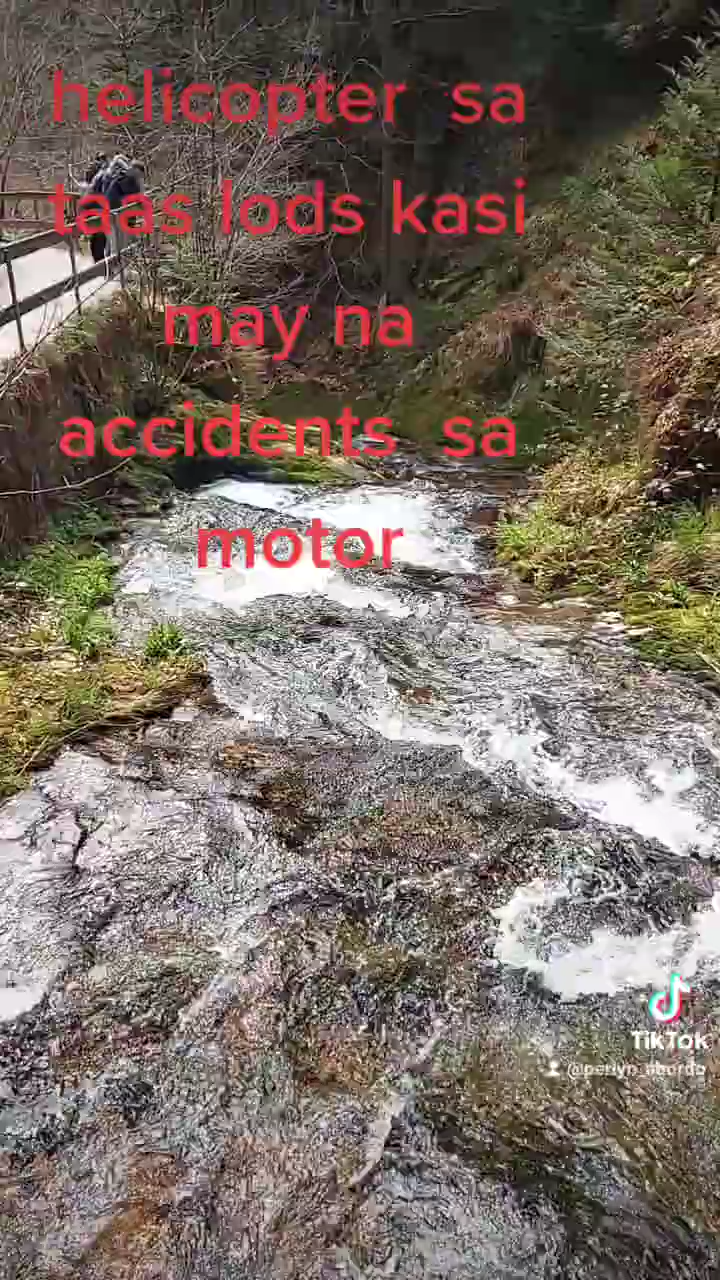 helicopter sa
taas lods kasi
may na
accidents sa
motor
TikTok